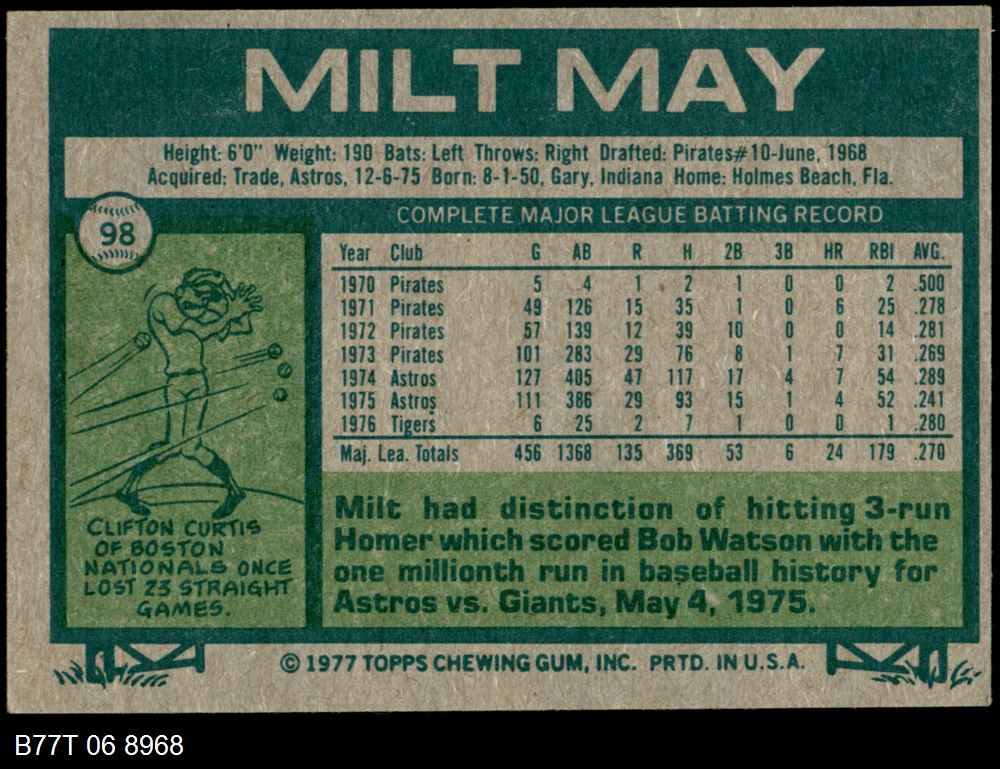 MILT MAY
Height: 6'0" Weight: 190 Bats: Left Throws: Right Drafted: Pirates#10-June, 1968
Acquired: Trade, Astros, 12-6-75 Born: 8-1-50, Gary, Indiana Home: Holmes Beach, Fla.
98
COMPLETE MAJOR LEAGUE BATTING RECORD
Year Club G AB R H 2B 3B HR RBI AVG.
1970 Pirates 5 4 1 2 1 0 0 2 .500
1971 Pirates 49 126 15 35 1 0 6 25 .278
1972 Pirates 57 139 12 39 10 0 0 14 .281
1973 Pirates 101 283 29 76 8 1 7 31 .269
1974 Astros 127 405 47 117 17 4 7 54 .289
1975 Astros 111 386 29 93 15 1 4 52 .241
1976 Tigers 6 25 2 7 1 0 0 1 .280
Maj. Lea. Totals 456 1368 135 369 53 6 24 179 .270
CLIFTON CURTIS
OF BOSTON
NATIONALS ONCE
LOST 23 STRAIGHT
GAMES.
Milt had distinction of hitting 3-run
Homer which scored Bob Watson with the
one millionth run in baseball history for
Astros vs. Giants, May 4, 1975.
© 1977 TOPPS CHEWING GUM, INC. PRTD. IN U.S.A.
B77T 06 8968